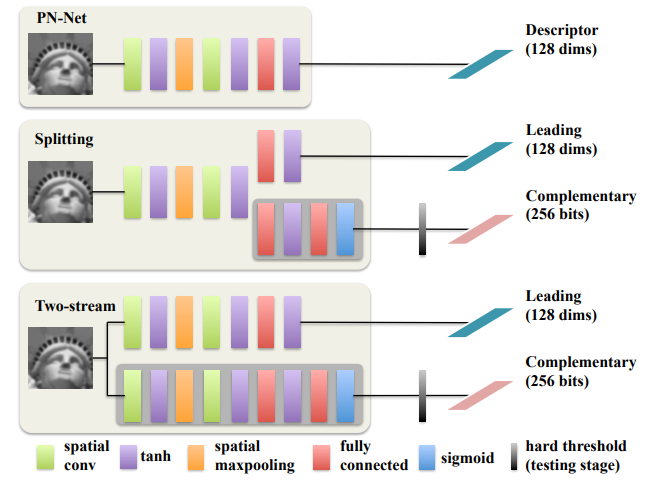 PN-Net
Descriptor
(128 dims)
Splitting
Leading
(128 dims)
Complementary
(256 bits)
Two-stream
Leading
(128 dims)
Complementary
(256 bits)
spatial
conv
tanh
spatial
maxpooling
fully
connected
sigmoid
hard threshold
(testing stage)